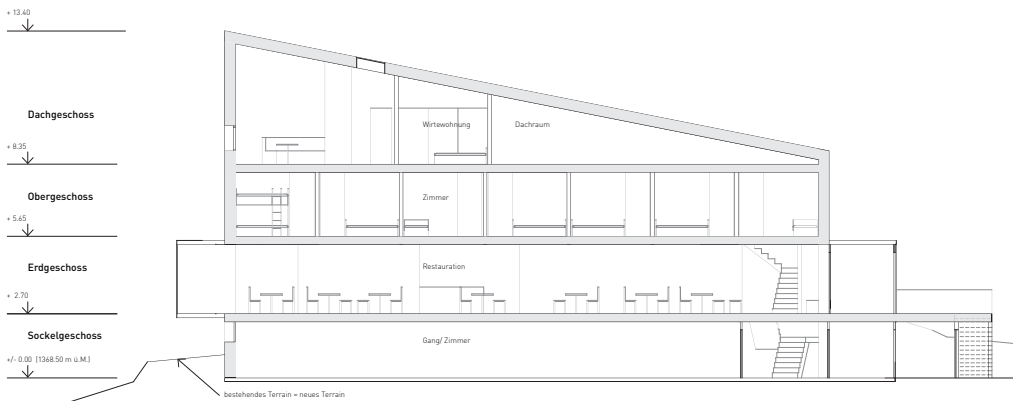 + 13.40
Dachgeschoss
Wirtewohnung
Dachraum
+ 8.35
Obergeschoss
Zimmer
+ 5.65
Erdgeschoss
Restauration
+ 2.70
Sockelgeschoss
Gang/ Zimmer
+/- 0.00 (1368.50 m ü.M.)
bestehendes Terrain = neues Terrain